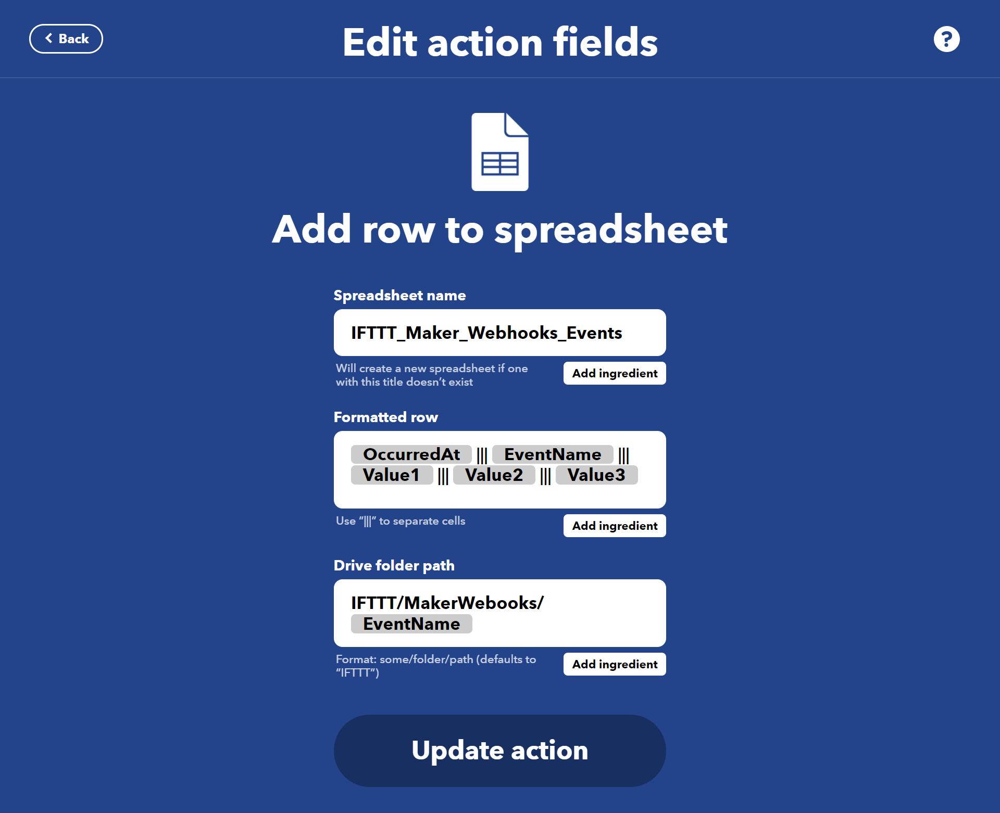 Back
Edit action fields
?
Add row to spreadsheet
Spreadsheet name
IFTTT_Maker_Webhooks_Events
Will create a new spreadsheet if one
with this title doesn't exist
Add ingredient
Formatted row
OccurredAt ||| EventName |||
Value1 ||| Value2 ||| Value3
Use “|||” to separate cells
Add ingredient
Drive folder path
IFTTT/MakerWebooks/
EventName
Format: some/folder/path (defaults to
“IFTTT”)
Add ingredient
Update action